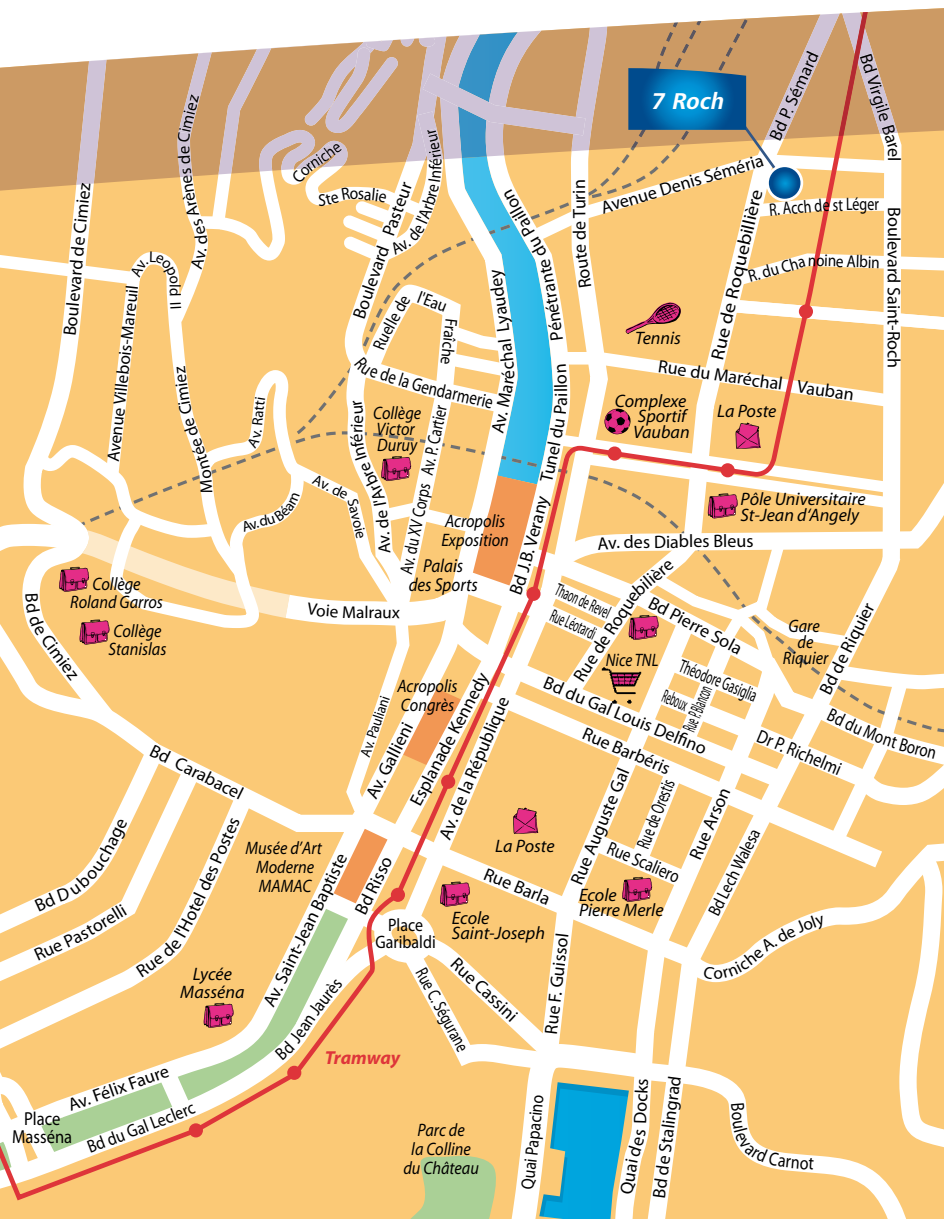 7 Roch
Bd P. Sémard
Bd Virgile Barel
Av. des Arènes de Cimiez
Corniche
Ste Rosalie
Boulevard Pasteur
Av. de l'Arbre Inférieur
Boulevard de Cimiez
Av. Leopold II
Avenue Villebois-Mareuil
Montée de Cimiez
Av. Ratti
Av.du Béam
Av. de Savoie
Ruelle de l'Eau Fraîche
Rue de la Gendarmerie
Av. Maréchal Lyaudey
Pénétrante du Paillon
Route de Turin
Avenue Denis Séméria
R. Acch de st Léger
R. du Chanoine Albin
Rue de Roquebillière
Boulevard Saint-Roch
Tennis
Rue du Maréchal Vauban
Complexe
Sportif
Vauban
La Poste
Collège
Victor
Duruy
Av. P. Cartier
Av. de l'Arbre Inférieur
Av. du XV Corps
Tunel du Paillon
Acropolis
Exposition
Palais
des Sports
Bd J.B. Verany
Pôle Universitaire
St-Jean d'Angely
Av. des Diables Bleus
Collège
Roland Garros
Collège
Stanislas
Bd de Cimiez
Voie Malraux
Thaon de Revel
Rue Léotardi
Rue de Roquebilière
Bd Pierre Sola
Gare
de
Riquier
Bd de Riquier
Nice TNL
Théodore Gasiglia
Reboux
Rue P. Blancon
Bd du Gal Louis Delfino
Dr P. Richelmi
Bd du Mont Boron
Acropolis
Congrès
Av. Pauliani
Av. Gallieni
Esplanade Kennedy
Av. de la République
Rue Barbéris
Bd Carabacel
Bd Dubouchage
Rue Pastorelli
Rue de l'Hotel des Postes
Musée d'Art
Moderne
MAMAC
Av. Saint-Jean Baptiste
Bd Risso
La Poste
Rue Auguste Gal
Rue de Orestis
Rue Arson
Rue Scaliero
Bd Lech Walesa
Rue Barla
Ecole
Pierre Merle
Ecole
Saint-Joseph
Place
Garibaldi
Corniche A. de Joly
Lycée
Masséna
Bd Jean Jaurès
Rue C. Ségurane
Rue Cassini
Rue F. Guissol
Tramway
Av. Félix Faure
Place
Masséna
Bd du Gal Leclerc
Parc de
la Colline
du Château
Quai Papacino
Quai des Docks
Bd de Stalingrad
Boulevard Carnot